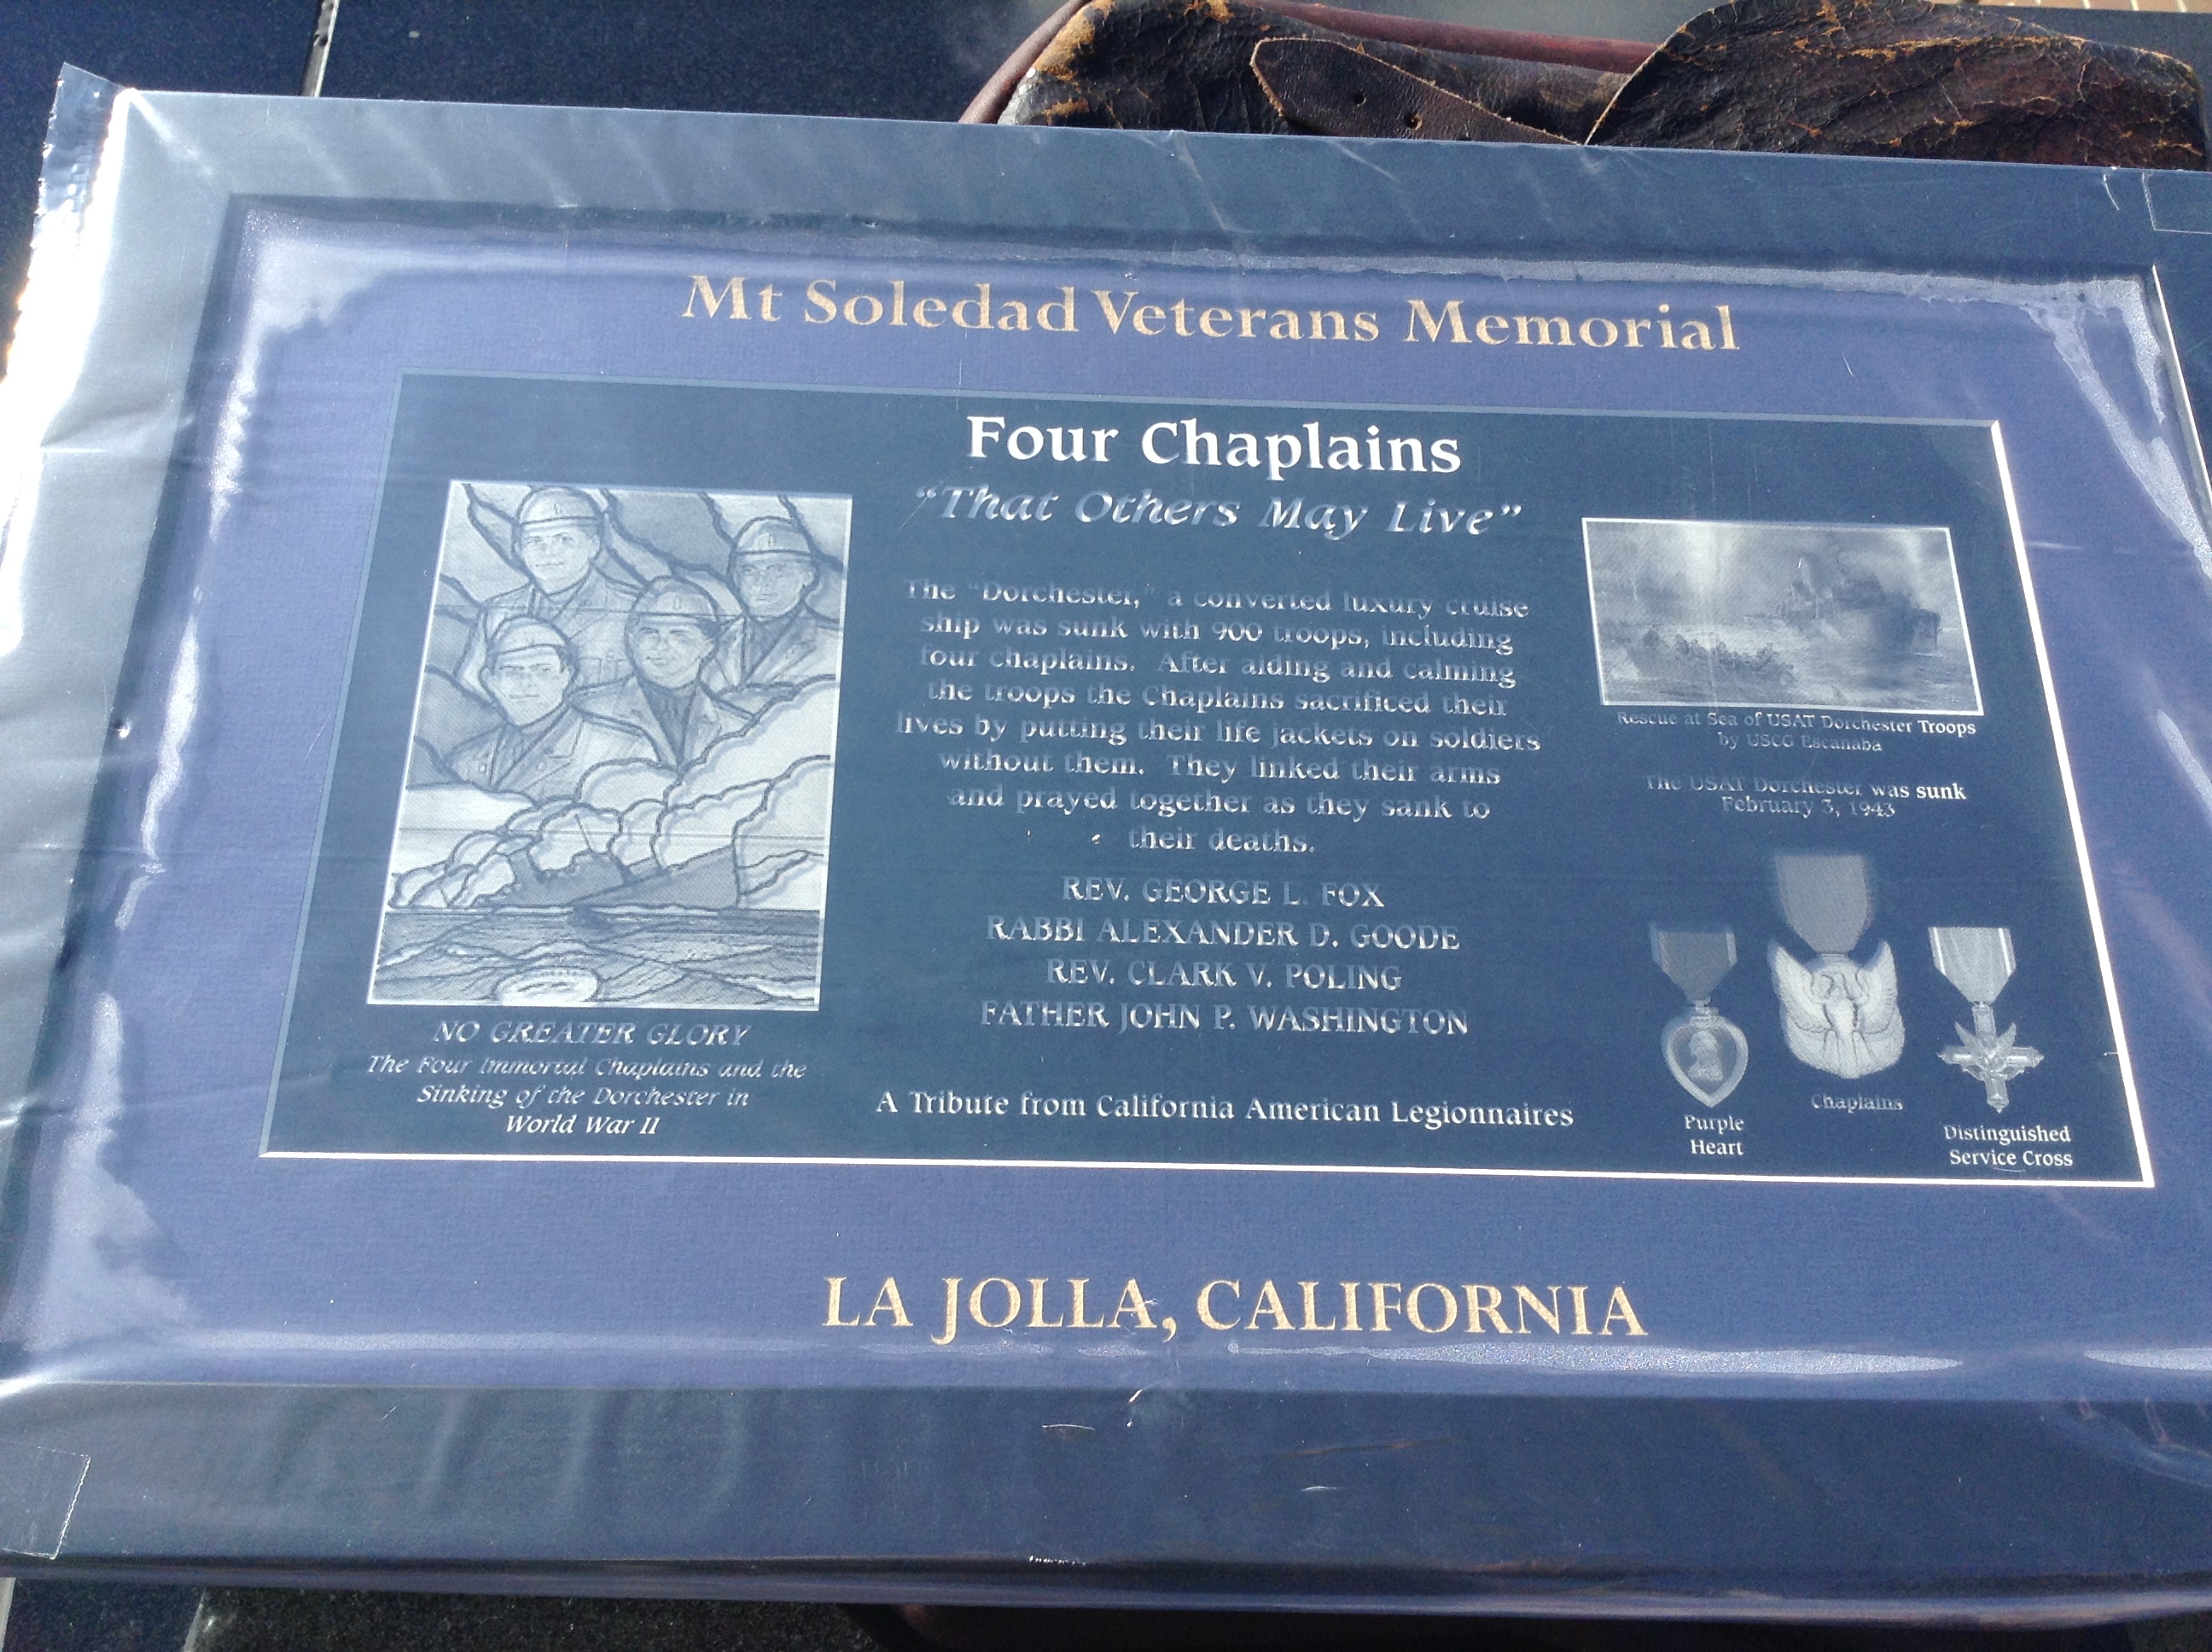 Mt Soledad Veterans Memorial
Four Chaplains
"That Others May Live"
The "Dorchester," a converted luxury cruise
ship was sunk with 900 troops, including
four chaplains. After aiding and calming
the troops the Chaplains sacrificed their
lives by putting their life jackets on soldiers
without them. They linked their arms
and prayed together as they sank to
their deaths.
REV. GEORGE L. FOX
RABBI ALEXANDER D. GOODE
REV. CLARK V. POLING
FATHER JOHN P. WASHINGTON
A Tribute from California American Legionnaires
NO GREATER GLORY
The Four Immortal Chaplains and the
Sinking of the Dorchester in
World War II
Rescue at Sea of USAT Dorchester Troops
by USCG Escanaba
The USAT Dorchester was sunk
February 3, 1943
Purple
Heart
Chaplains
Distinguished
Service Cross
LA JOLLA, CALIFORNIA